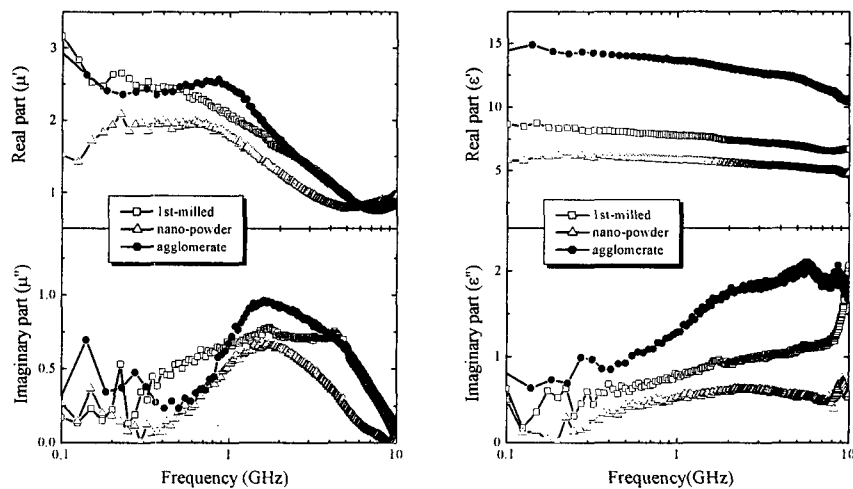 Real part (μ')
3
2
1
1st-milled
nano-powder
agglomerate
Imaginary part (μ")
1.0
0.5
0.0
0.1
1
10
Frequency (GHz)
Real part (ε')
15
10
5
1st-milled
nano-powder
agglomerate
Imaginary part (ε")
2
1
0
0.1
1
10
Frequency(GHz)